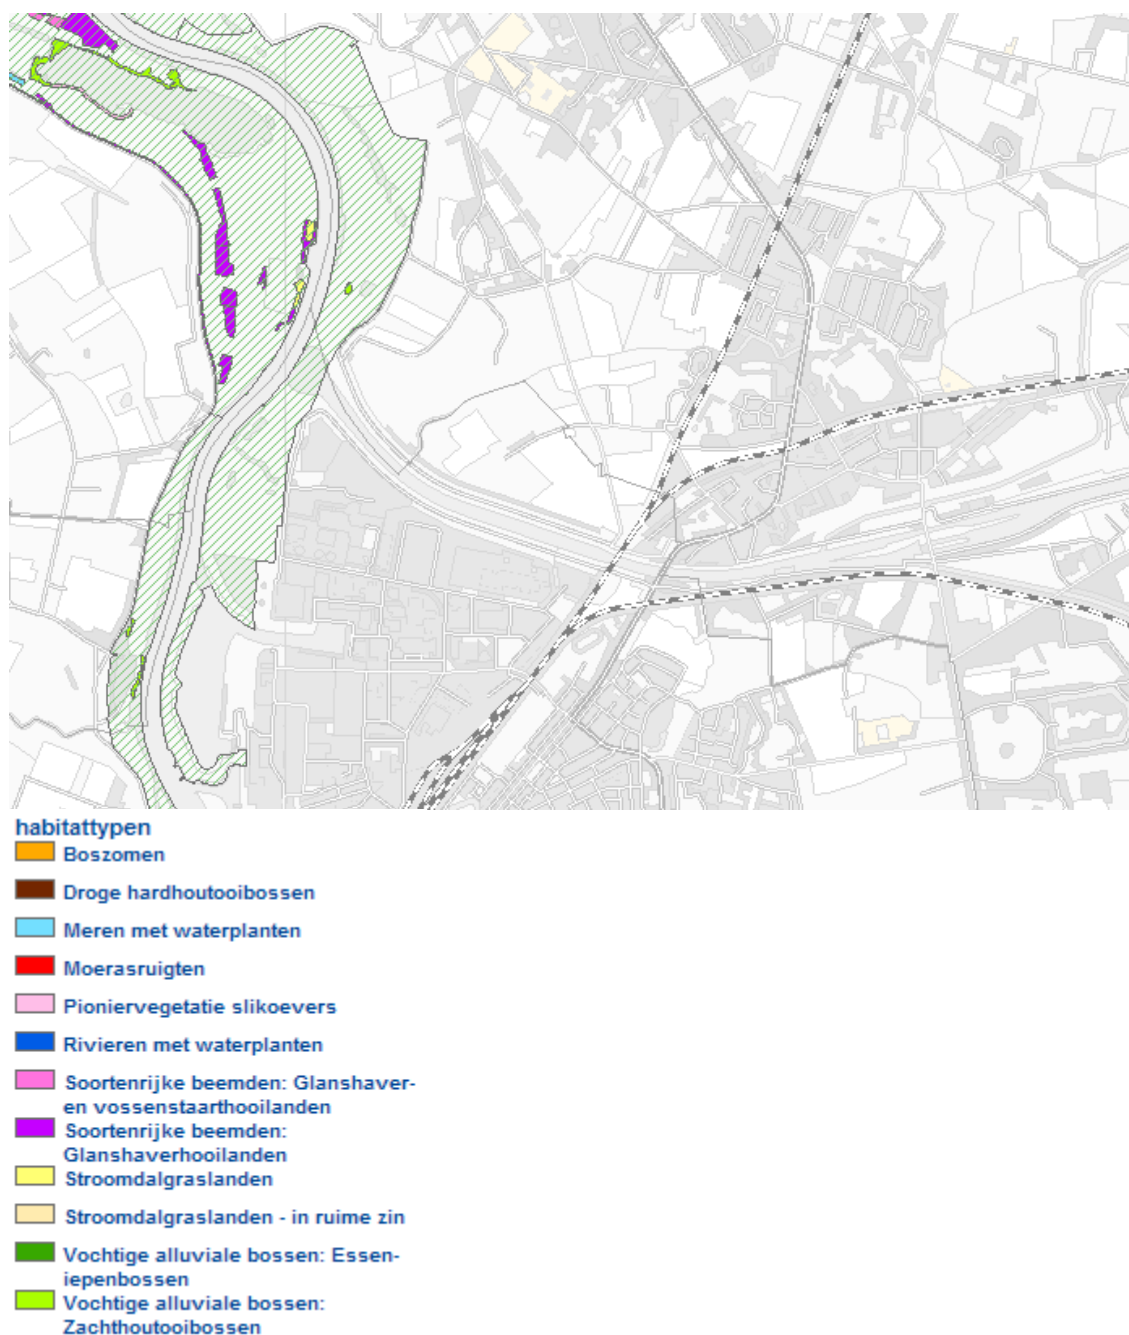 habitattypen
Boszomen
Droge hardhoutooibossen
Meren met waterplanten
Moerasruigten
Pioniervegetatie slikoevers
Rivieren met waterplanten
Soortenrijke beemden: Glanshaver-
en vossenstaarthooilanden
Soortenrijke beemden:
Glanshaverhooilanden
Stroomdalgraslanden
Stroomdalgraslanden - in ruime zin
Vochtige alluviale bossen: Essen-
iepenbossen
Vochtige alluviale bossen:
Zachthoutooibossen